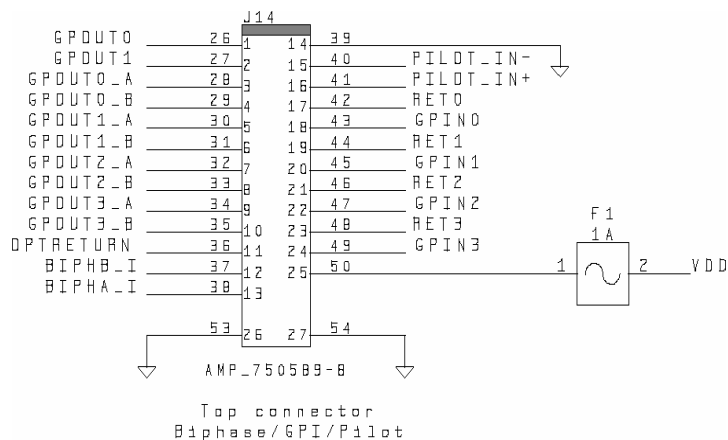 J14
GPOUT0 26 1 14 39
GPOUT1 27 2 15 40 PILOT_IN-
GPOUT0_A 28 3 16 41 PILOT_IN+
GPOUT0_B 29 4 17 42 RET0
GPOUT1_A 30 5 18 43 GPIN0
GPOUT1_B 31 6 19 44 RET1
GPOUT2_A 32 7 20 45 GPIN1
GPOUT2_B 33 8 21 46 RET2
GPOUT3_A 34 9 22 47 GPIN2
GPOUT3_B 35 10 23 48 RET3
OPTRETURN 36 11 24 49 GPIN3
BIPHB_I 37 12 25 50
BIPHA_I 38 13
F1
1A
1 2 VDD
53 26 27 54
AMP_750589-8
Top connector
Biphase/GPI/Pilot